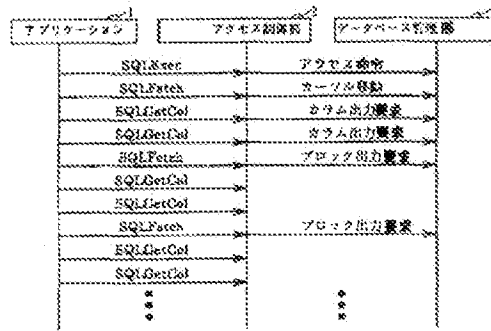 アプリケーション アクセス制御部 データベース管理部
SQLExec アクセス命令
SQLFetch カーソル移動
SQLGetCol カラム出力要求
SQLGetCol カラム出力要求
SQLFetch ブロック出力要求
SQLGetCol
SQLGetCol
SQLFetch ブロック出力要求
SQLGetCol
SQLGetCol